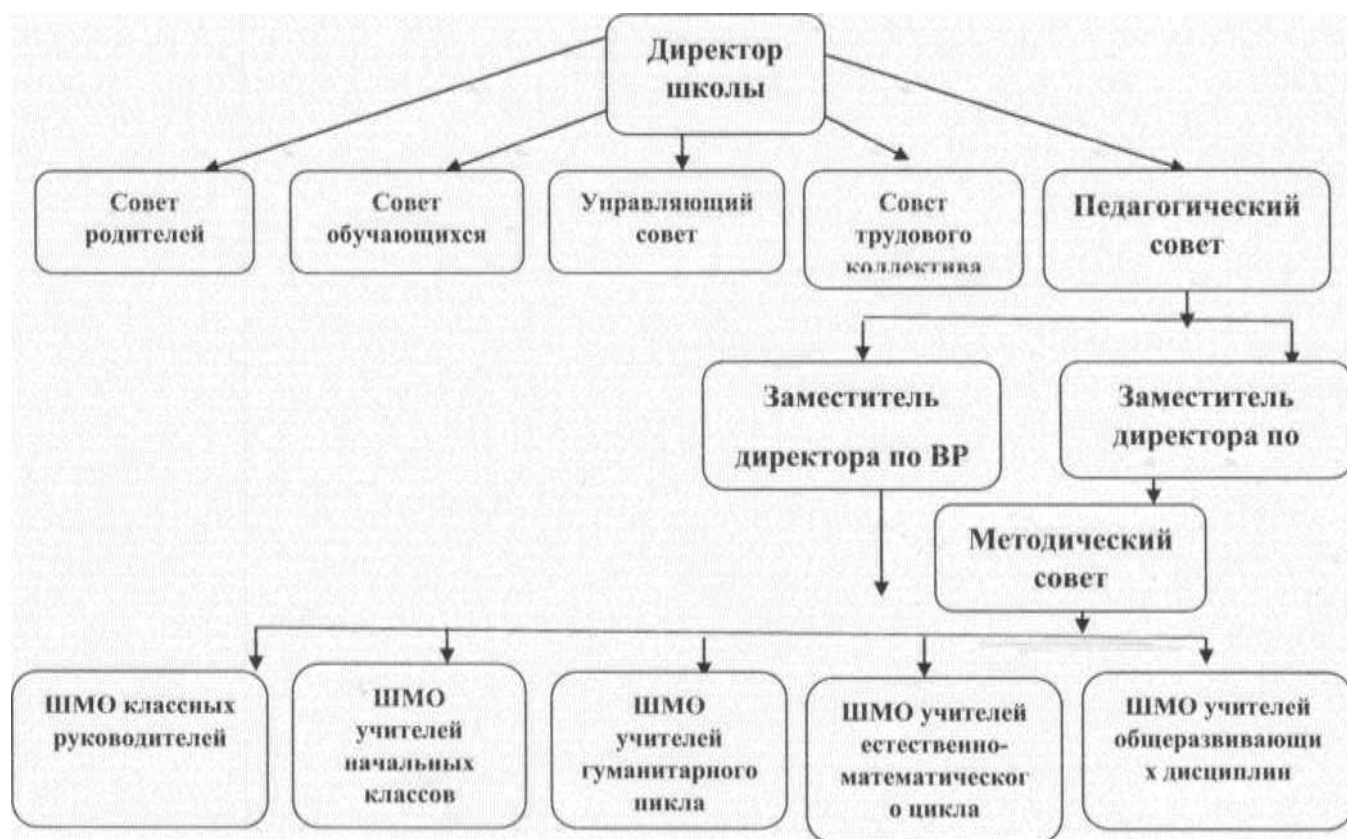 Директор
школы
Совет
родителей
Совет
обучающихся
Управляющий
совет
Совет
трудового
коллектива
Педагогический
совет
Заместитель
директора по ВР
Заместитель
директора по
Методический
совет
ШМО классных
руководителей
ШМО
учителей
начальных
классов
ШМО
учителей
гуманитарного
цикла
ШМО учителей
естественно-
математическог
о цикла
ШМО учителей
общеразвивающи
х дисциплин